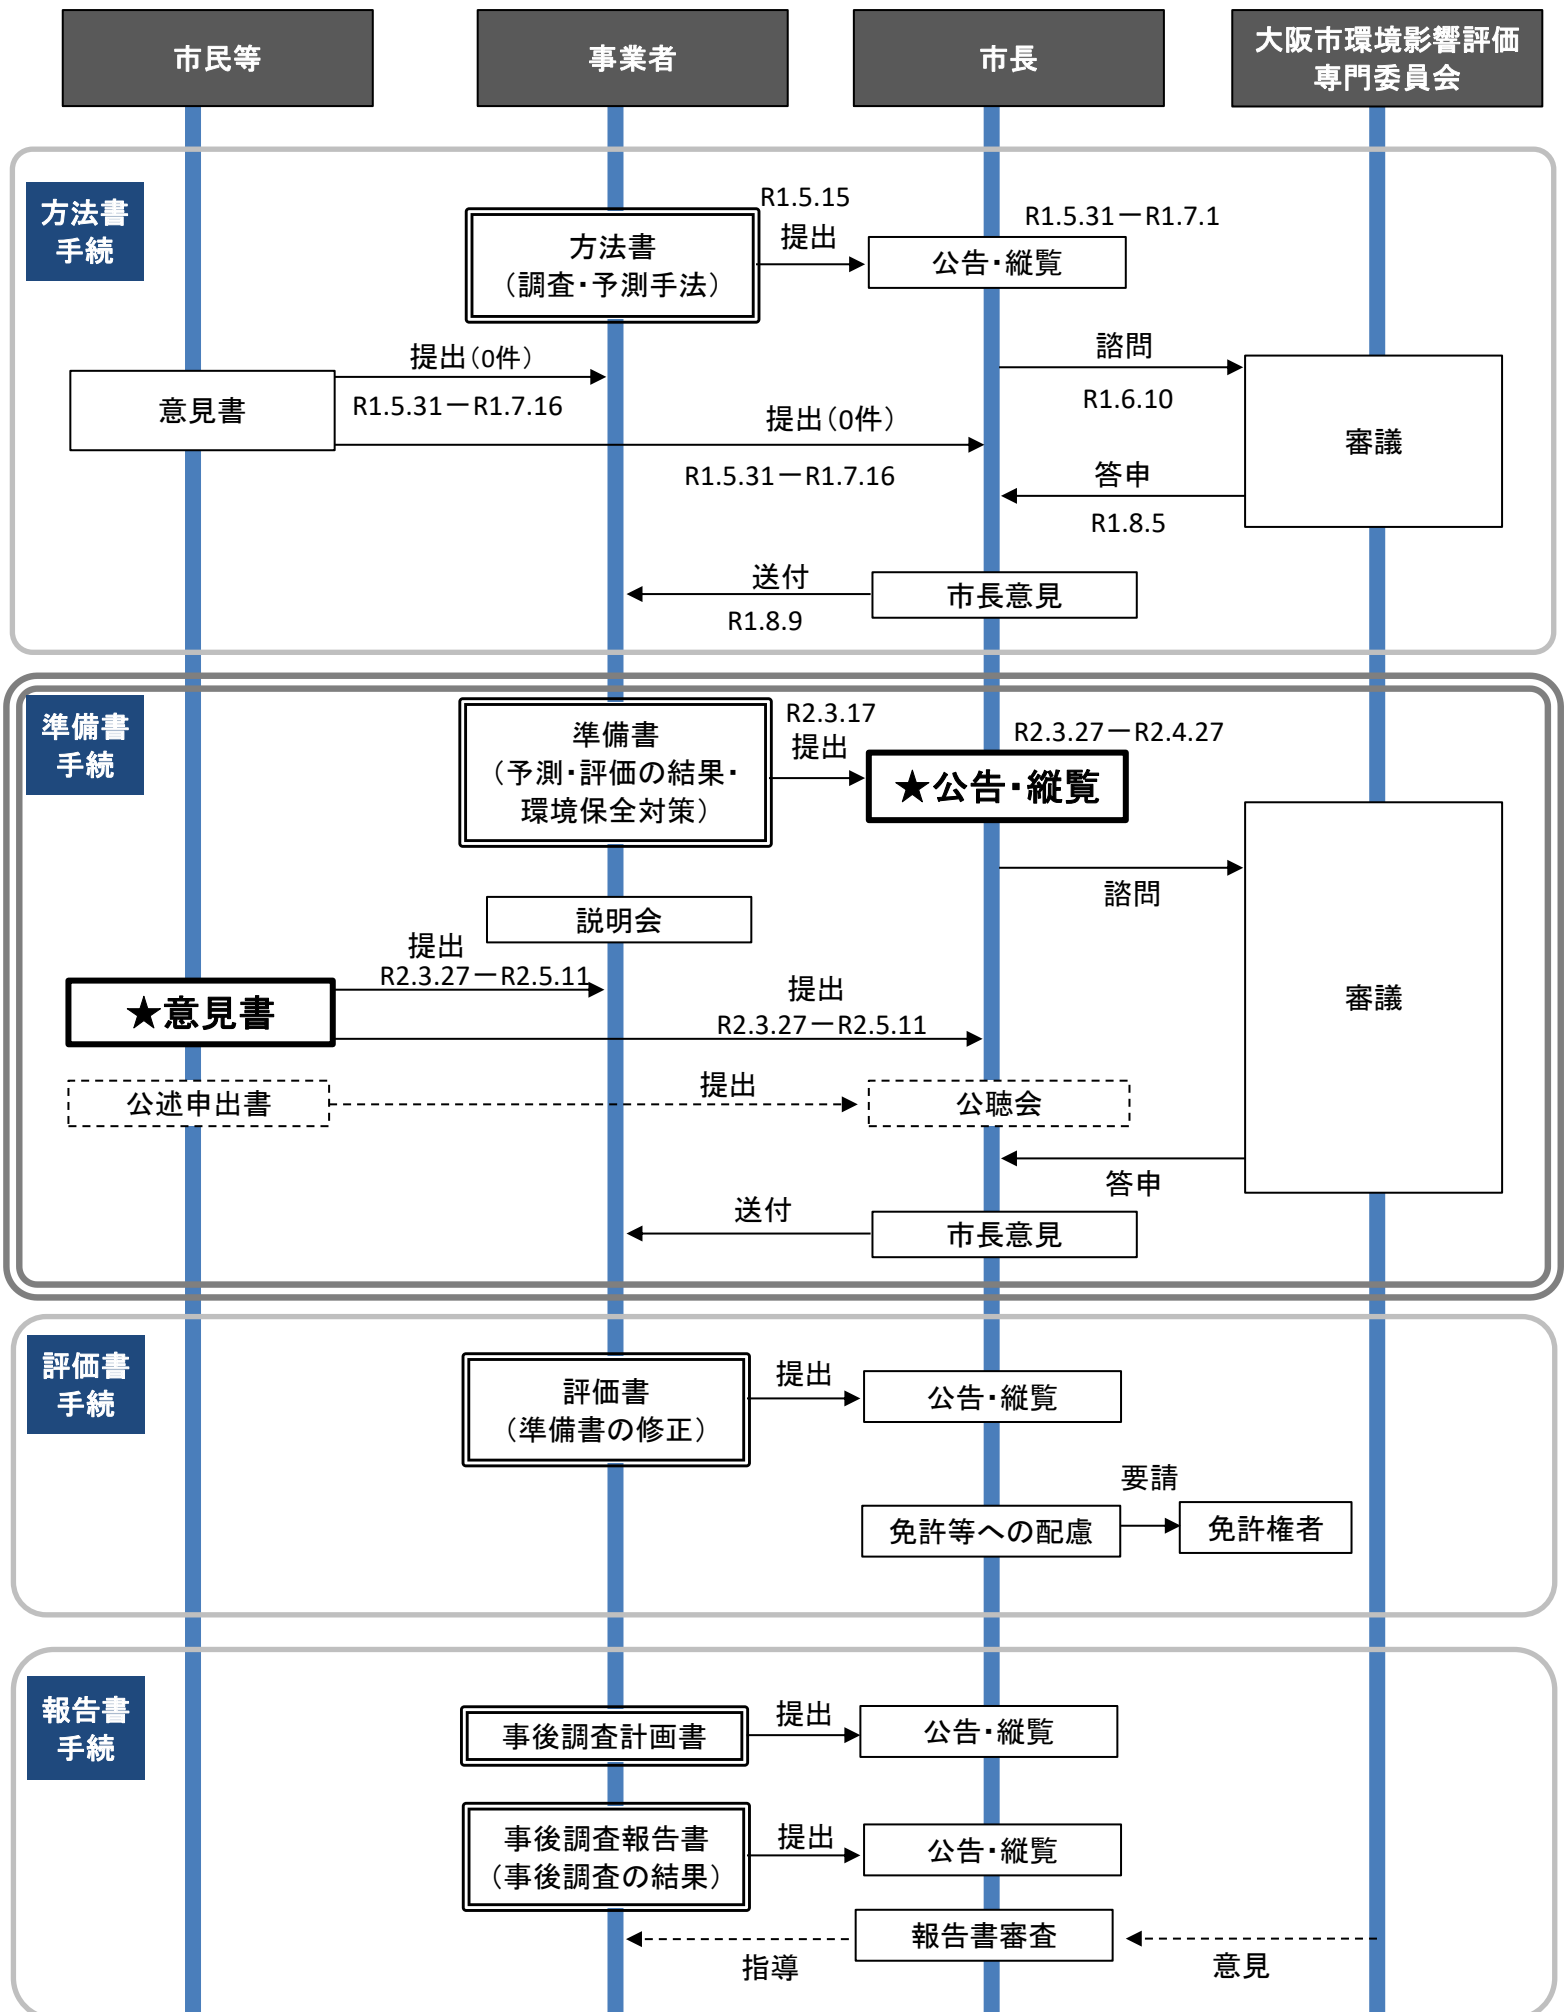 市民等
事業者
市長
大阪市環境影響評価
専門委員会
方法書
手続
方法書
（調査・予測手法）
R1.5.15
提出
R1.5.31－R1.7.1
公告・縦覧
提出（0件）
R1.5.31－R1.7.16
意見書
提出（0件）
R1.5.31－R1.7.16
諮問
R1.6.10
審議
答申
R1.8.5
送付
R1.8.9
市長意見
準備書
手続
準備書
（予測・評価の結果・
環境保全対策）
R2.3.17
提出
R2.3.27－R2.4.27
★公告・縦覧
諮問
説明会
提出
R2.3.27－R2.5.11
★意見書
提出
R2.3.27－R2.5.11
審議
公述申出書
提出
公聴会
答申
送付
市長意見
評価書
手続
評価書
（準備書の修正）
提出
公告・縦覧
要請
免許等への配慮
免許権者
報告書
手続
事後調査計画書
提出
公告・縦覧
事後調査報告書
（事後調査の結果）
提出
公告・縦覧
報告書審査
指導
意見